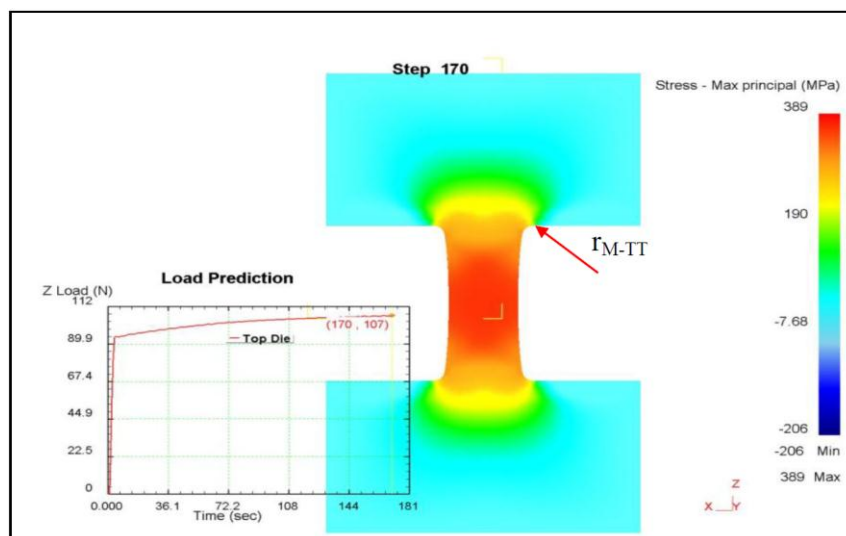 Step 170
Stress - Max principal (MPa)
389
190
-7.68
-206
-206 Min
389 Max
r M-TT
Load Prediction
Z Load (N)
112
89.9
67.4
44.9
22.5
0
(170 , 107)
Top Die
0.000 36.1 72.2 108 144 181
Time (sec)
Z
X Y